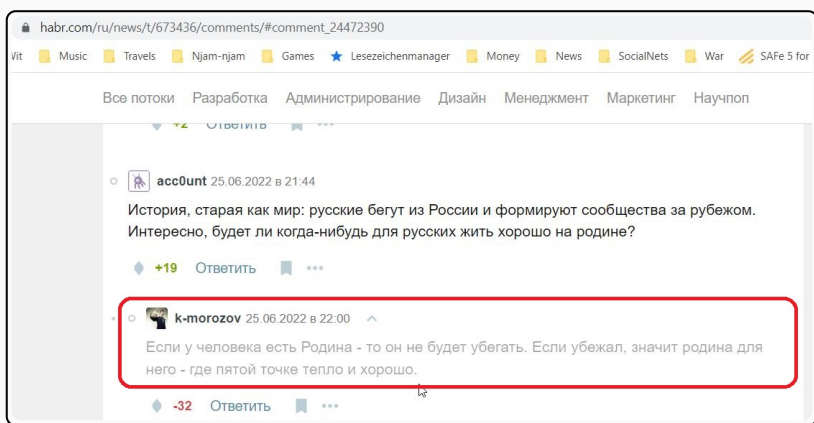 habr.com/ru/news/t/673436/comments/#comment_24472390
Wit Music Travels Njam-njam Games Lesezeichenmanager Money News SocialNets War SAFe 5 for
Все потоки Разработка Администрирование Дизайн Менеджмент Маркетинг Научпоп
+2 Ответить
acc0unt 25.06.2022 в 21:44
История, старая как мир: русские бегут из России и формируют сообщества за рубежом.
Интересно, будет ли когда-нибудь для русских жить хорошо на родине?
+19 Ответить
k-morozov 25.06.2022 в 22:00
Если у человека есть Родина - то он не будет убегать. Если убежал, значит родина для
него - где пятой точке тепло и хорошо.
-32 Ответить